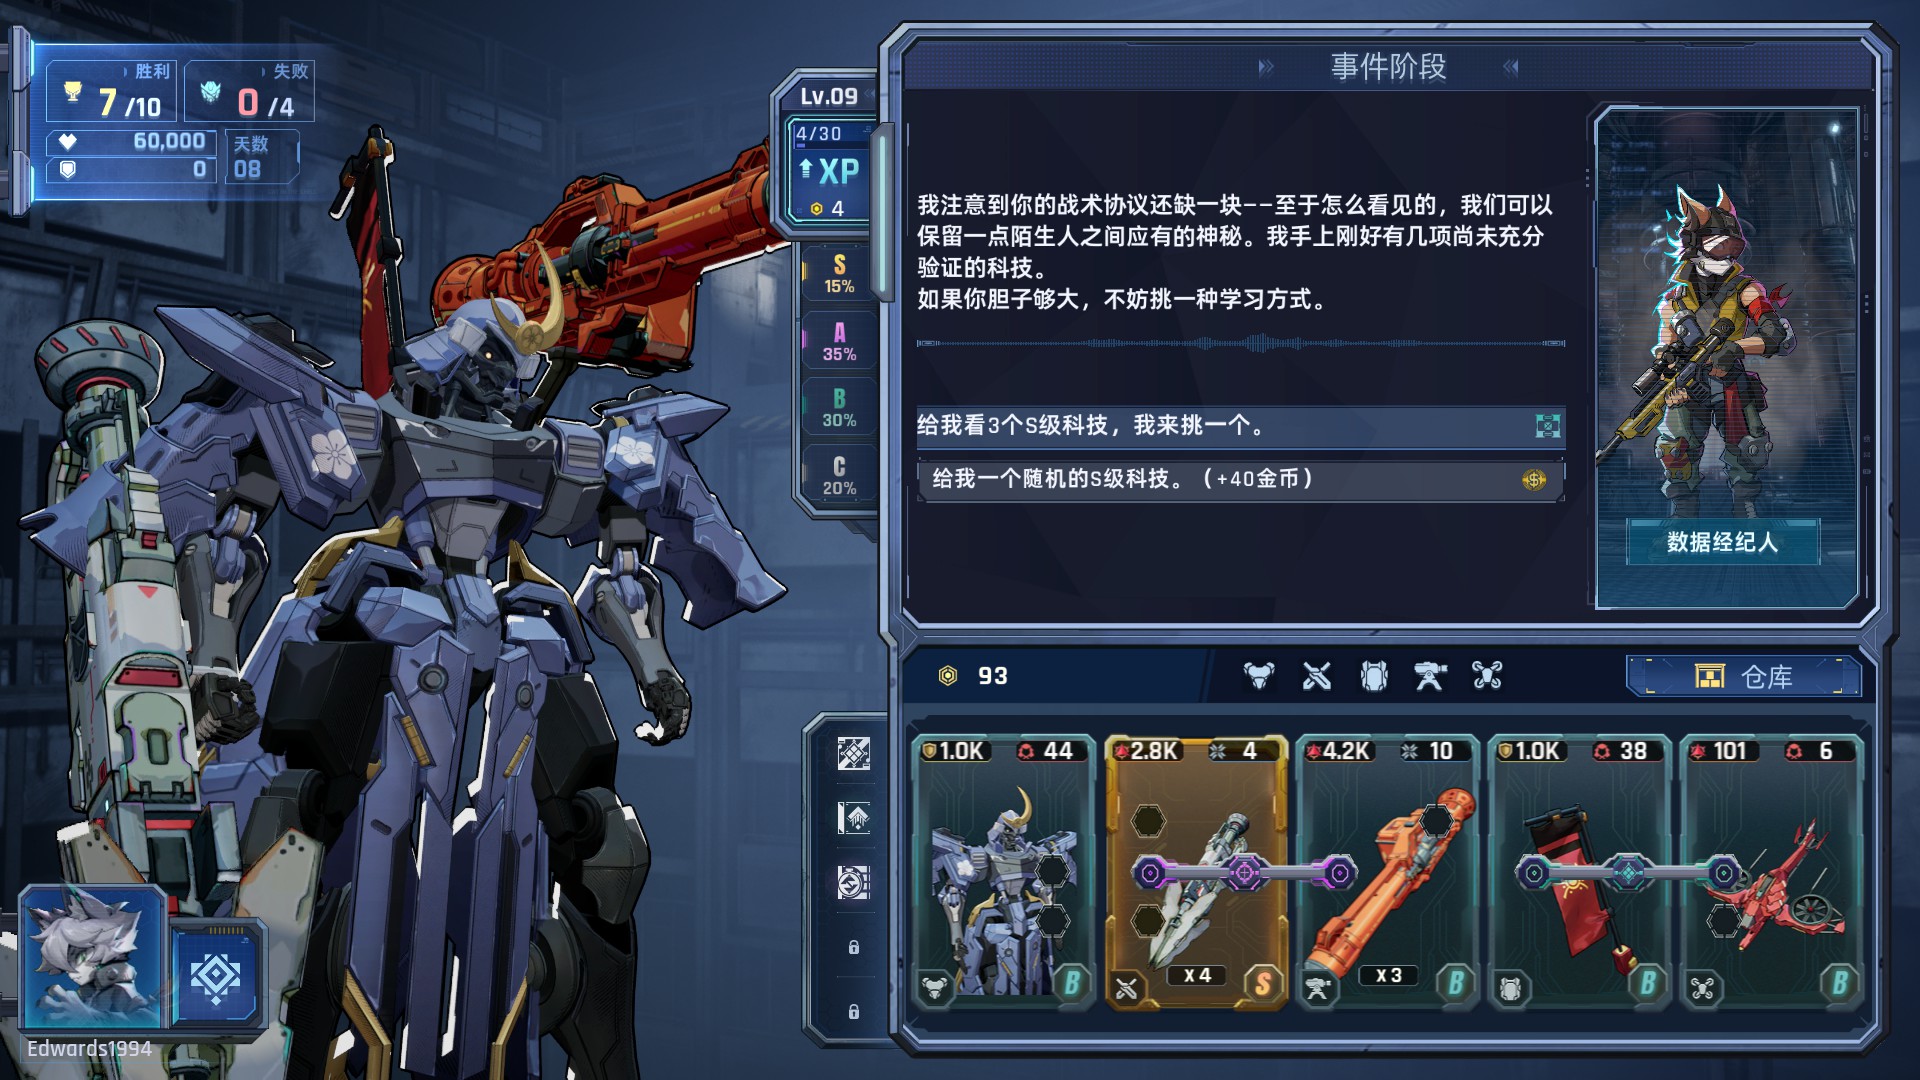 胜利
7/10
失败
0/4
60,000
0
天数
08
Lv.09
4/30
XP
4
S
15%
A
35%
B
30%
C
20%
事件阶段
我注意到你的战术协议还缺一块——至于怎么看见的，我们可以
保留一点陌生人之间应有的神秘。我手上刚好有几项尚未充分
验证的科技。
如果你胆子够大，不妨挑一种学习方式。
给我看3个S级科技，我来挑一个。
给我一个随机的S级科技。（+40金币）
数据经纪人
93
仓库
1.0K 44
2.8K 4
4.2K 10
1.0K 38
101 6
B
x4 S
x3 B
B
B
Edwards1994